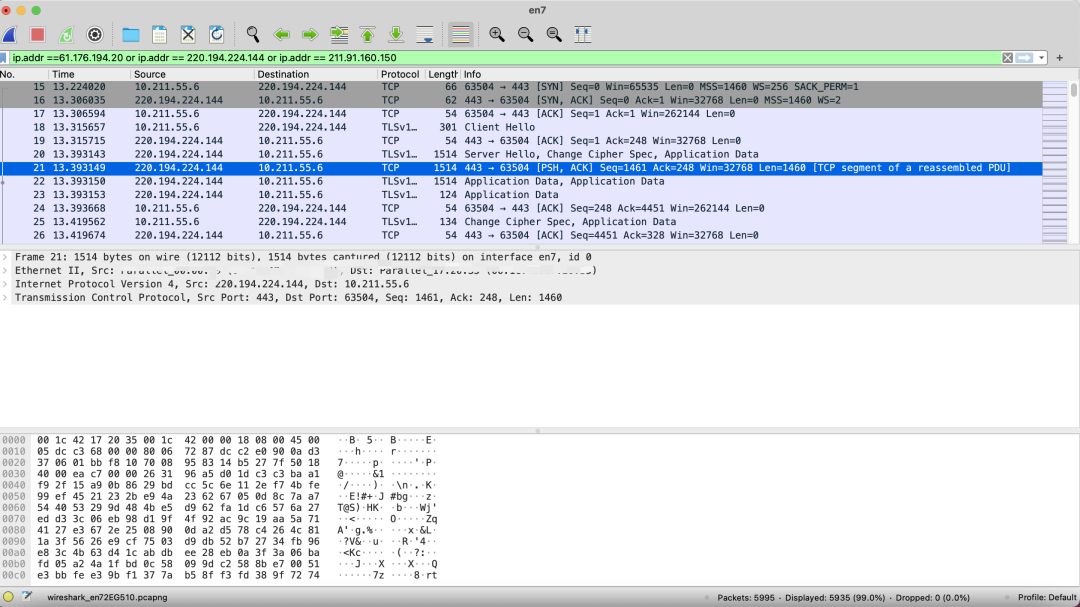 en7
ip.addr ==61.176.194.20 or ip.addr == 220.194.224.144 or ip.addr == 211.91.160.150
No. Time Source Destination Protocol Length Info
15 13.224020 10.211.55.6 220.194.224.144 TCP 66 63504 → 443 [SYN] Seq=0 Win=65535 Len=0 MSS=1460 WS=256 SACK_PERM=1
16 13.306035 220.194.224.144 10.211.55.6 TCP 62 443 → 63504 [SYN, ACK] Seq=0 Ack=1 Win=32768 Len=0 MSS=1460 WS=2
17 13.306594 10.211.55.6 220.194.224.144 TCP 54 63504 → 443 [ACK] Seq=1 Ack=1 Win=262144 Len=0
18 13.315657 10.211.55.6 220.194.224.144 TLSv1… 301 Client Hello
19 13.315715 220.194.224.144 10.211.55.6 TCP 54 443 → 63504 [ACK] Seq=1 Ack=248 Win=32768 Len=0
20 13.393143 220.194.224.144 10.211.55.6 TLSv1… 1514 Server Hello, Change Cipher Spec, Application Data
21 13.393149 220.194.224.144 10.211.55.6 TCP 1514 443 → 63504 [PSH, ACK] Seq=1461 Ack=248 Win=32768 Len=1460 [TCP segment of a reassembled PDU]
22 13.393150 220.194.224.144 10.211.55.6 TLSv1… 1514 Application Data, Application Data
23 13.393153 220.194.224.144 10.211.55.6 TLSv1… 124 Application Data
24 13.393668 10.211.55.6 220.194.224.144 TCP 54 63504 → 443 [ACK] Seq=248 Ack=4451 Win=262144 Len=0
25 13.419562 10.211.55.6 220.194.224.144 TLSv1… 134 Change Cipher Spec, Application Data
26 13.419674 220.194.224.144 10.211.55.6 TCP 54 443 → 63504 [ACK] Seq=4451 Ack=328 Win=32768 Len=0
Frame 21: 1514 bytes on wire (12112 bits), 1514 bytes captured (12112 bits) on interface en7, id 0
Ethernet II, Src: Dst:
Internet Protocol Version 4, Src: 220.194.224.144, Dst: 10.211.55.6
Transmission Control Protocol, Src Port: 443, Dst Port: 63504, Seq: 1461, Ack: 248, Len: 1460
0000 00 1c 42 17 20 35 00 1c 42 00 00 18 08 00 45 00 ··B· 5·· B·····E·
0010 05 dc c3 68 00 00 80 06 72 87 dc c2 e0 90 0a d3 ···h···· r·······
0020 37 06 01 bb f8 10 70 08 95 83 14 b5 27 7f 50 18 7·····p· ····'·P·
0030 40 00 ea c7 00 00 26 31 96 a5 d0 1d c3 c3 ba a1 @·····&1 ········
0040 f9 2f 15 a9 0b 86 29 bd cc 5c 6e 11 2e f7 4b fe ·/····)· ·\n·.·K·
0050 99 ef 45 21 23 2b e9 4a 23 62 67 05 0d 8c 7a a7 ··E!#+·J #bg···z·
0060 54 40 53 29 9d 48 4b e5 d9 62 fa 1d c6 57 6a 27 T@S)·HK· ·b···Wj'
0070 ed d3 3c 06 eb 98 d1 9f 4f 92 ac 9c 19 aa 5a 71 ··<····· O·····Zq
0080 41 27 e3 67 2e 25 08 90 0d a2 d5 78 c4 26 4c 81 A'·g.%·· ···x·&L·
0090 1a 3f 56 26 e9 cf 75 03 d9 db 52 b7 27 34 fb 96 ·?V&··u· ··R·'4··
00a0 e8 3c 4b 63 d4 1c ab db ee 28 eb 0a 3f 3a 06 ba ·<Kc···· ·(··?:··
00b0 fd 05 a2 4a 1f bd 0c 58 09 9d c2 58 8b e7 00 51 ···J···X ···X···Q
00c0 e3 bb fe e3 9b f1 37 7a b5 8f f3 fd 38 9f 72 74 ······7z ····8·rt
wireshark_en72EG510.pcapng
Packets: 5995 · Displayed: 5935 (99.0%) · Dropped: 0 (0.0%)
Profile: Default